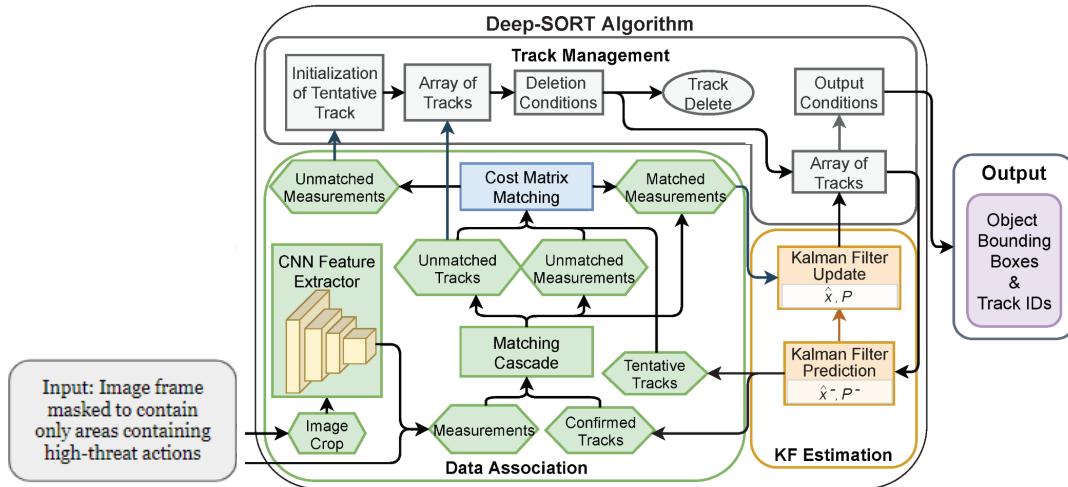 Deep-SORT Algorithm
Track Management
Initialization
of Tentative
Track
Array of
Tracks
Deletion
Conditions
Track
Delete
Output
Conditions
Array of
Tracks
Unmatched
Measurements
Cost Matrix
Matching
Matched
Measurements
CNN Feature
Extractor
Unmatched
Tracks
Unmatched
Measurements
Matching
Cascade
Tentative
Tracks
Image
Crop
Measurements
Confirmed
Tracks
Data Association
Kalman Filter
Update
x̂ , P
Kalman Filter
Prediction
x̂⁻, P⁻
KF Estimation
Output
Object
Bounding
Boxes
&
Track IDs
Input: Image frame
masked to contain
only areas containing
high-threat actions